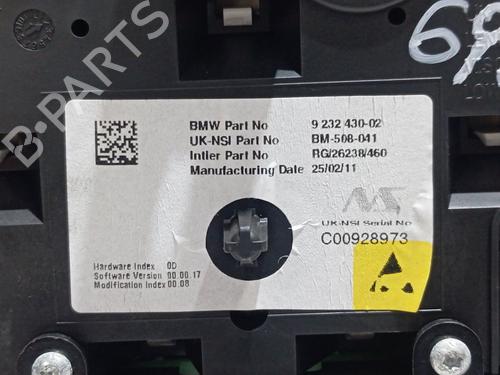 BMW Part No 9 232 430-02
UK-NSI Part No BM-508-041
Intier Part No RG/26238/460
Manufacturing Date 25/02/11
UK-NSI Serial No
C00928973
Hardware Index 0D
Software Version 00.06.17
Modification Index 00.08
B-PARTS